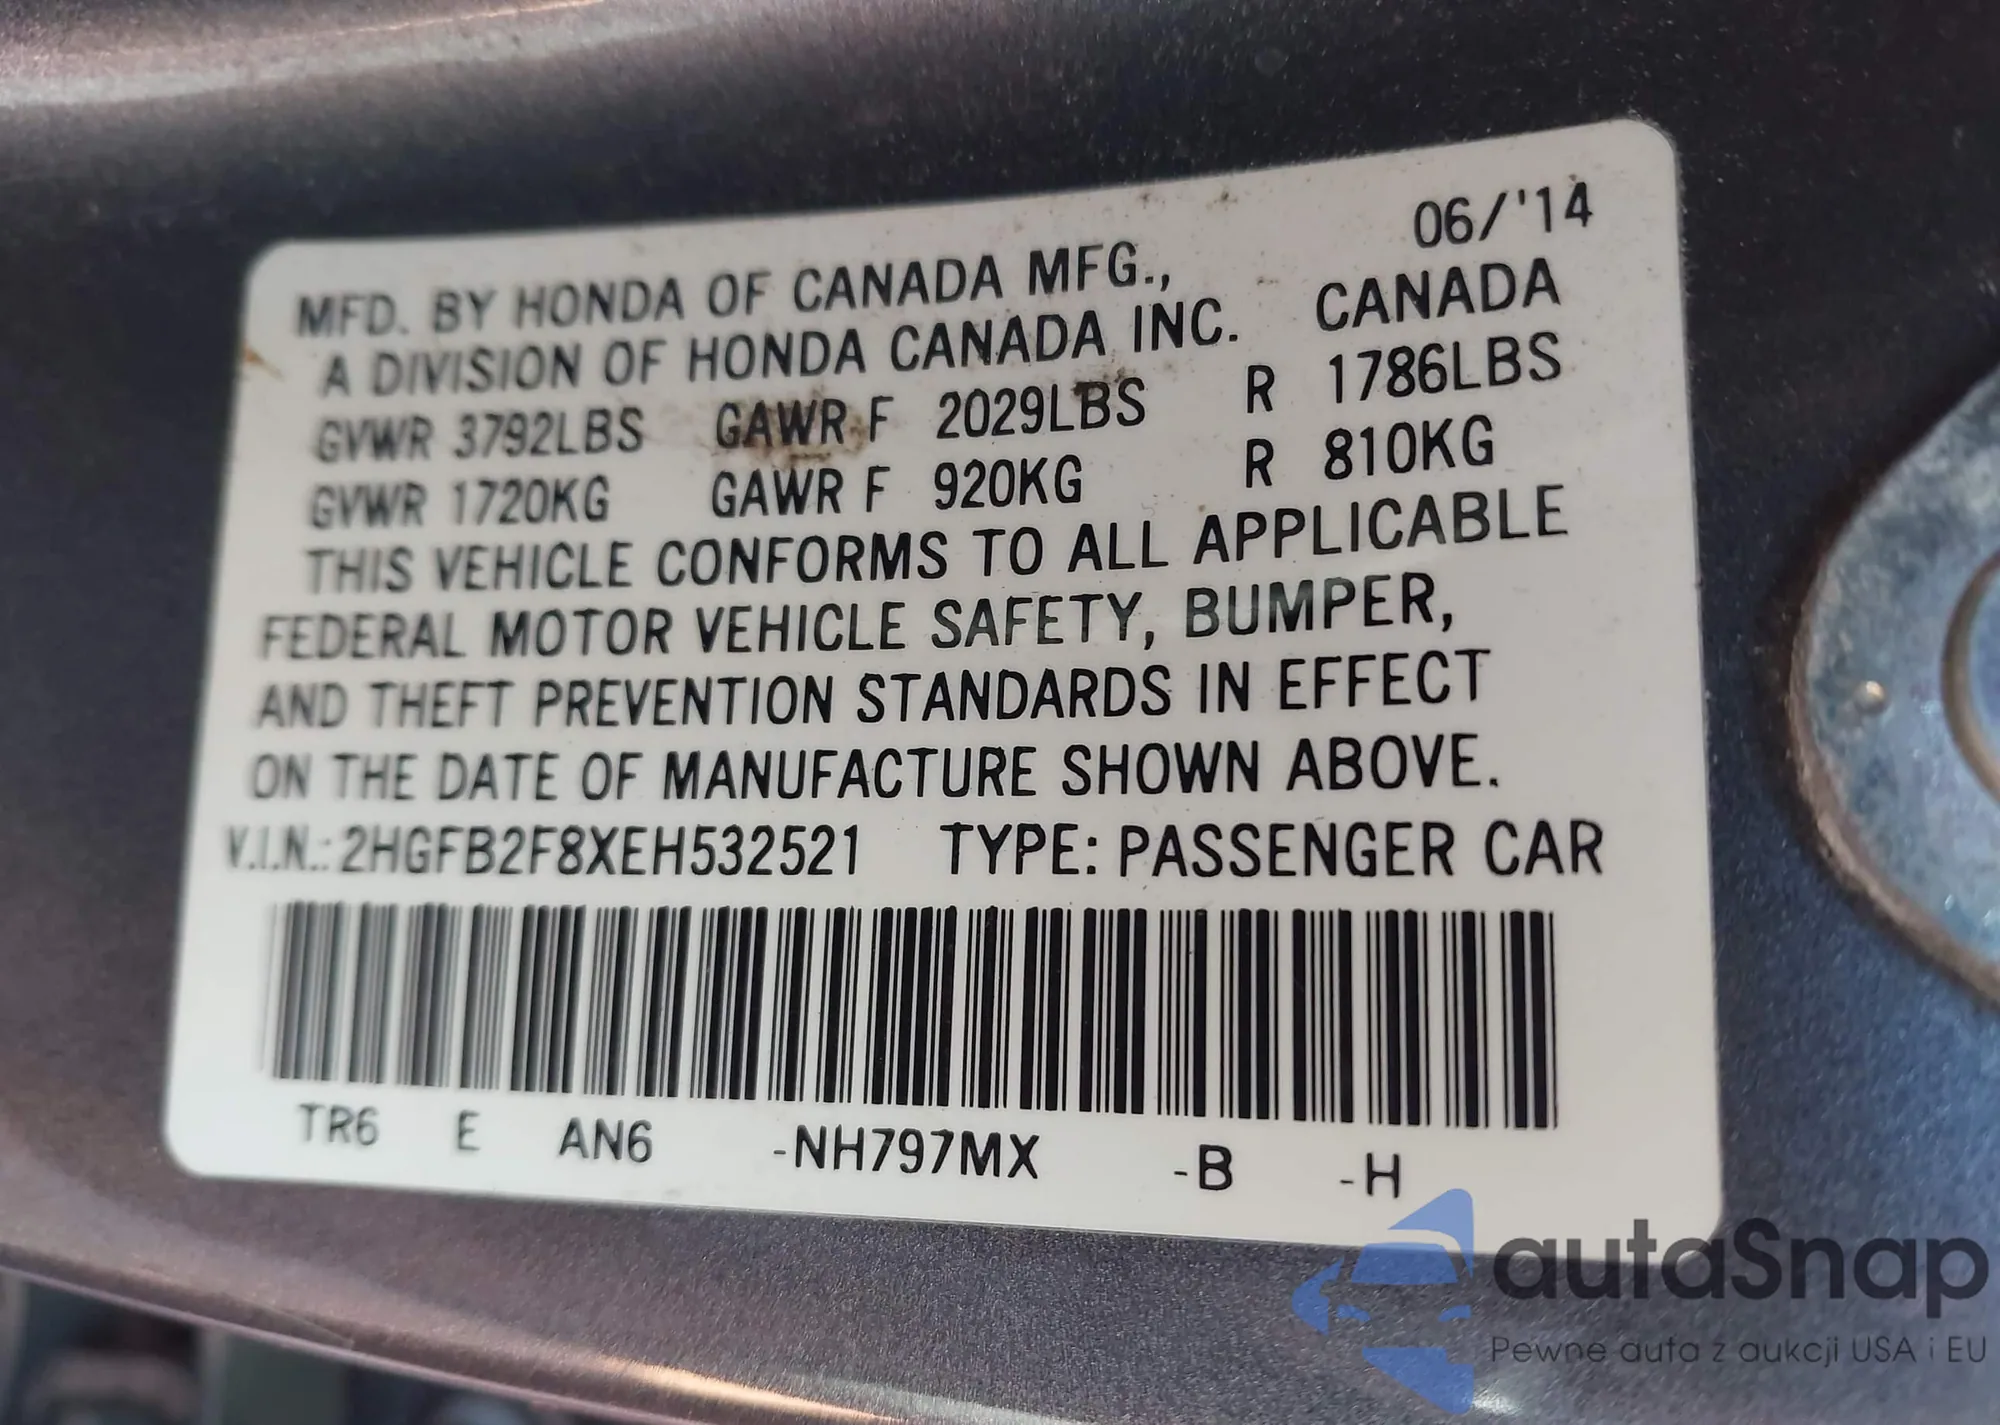 06/'14
MFD. BY HONDA OF CANADA MFG.,
A DIVISION OF HONDA CANADA INC. CANADA
GVWR 3792LBS GAWR F 2029LBS R 1786LBS
GVWR 1720KG GAWR F 920KG R 810KG
THIS VEHICLE CONFORMS TO ALL APPLICABLE
FEDERAL MOTOR VEHICLE SAFETY, BUMPER,
AND THEFT PREVENTION STANDARDS IN EFFECT
ON THE DATE OF MANUFACTURE SHOWN ABOVE.
V.I.N.: 2HGFB2F8XEH532521 TYPE: PASSENGER CAR
TR6 E AN6 -NH797MX -B -H
autaSnap
Pewne auta z aukcji USA i EU